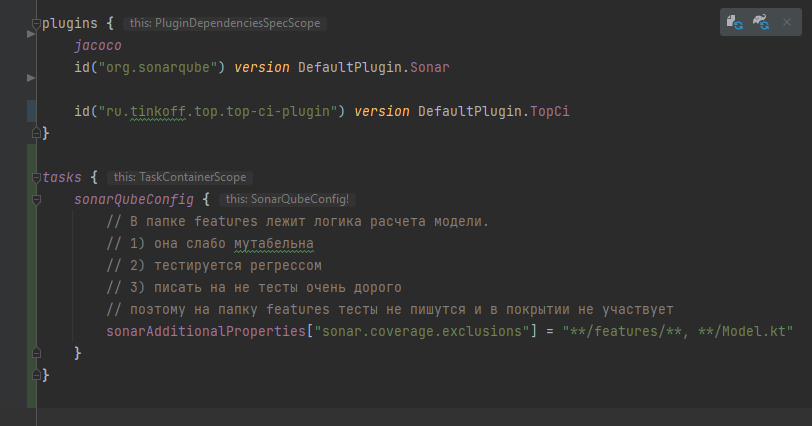 plugins { this: PluginDependenciesSpecScope
jacoco
id("org.sonarqube") version DefaultPlugin.Sonar
id("ru.tinkoff.top.top-ci-plugin") version DefaultPlugin.TopCi
}
tasks { this: TaskContainerScope
sonarQubeConfig { this: SonarQubeConfig!
// В папке features лежит логика расчета модели.
// 1) она слабо мутабельна
// 2) тестируется регрессом
// 3) писать на не тесты очень дорого
// поэтому на папку features тесты не пишутся и в покрытии не участвует
sonarAdditionalProperties["sonar.coverage.exclusions"] = "**/features/**, **/Model.kt"
}
}